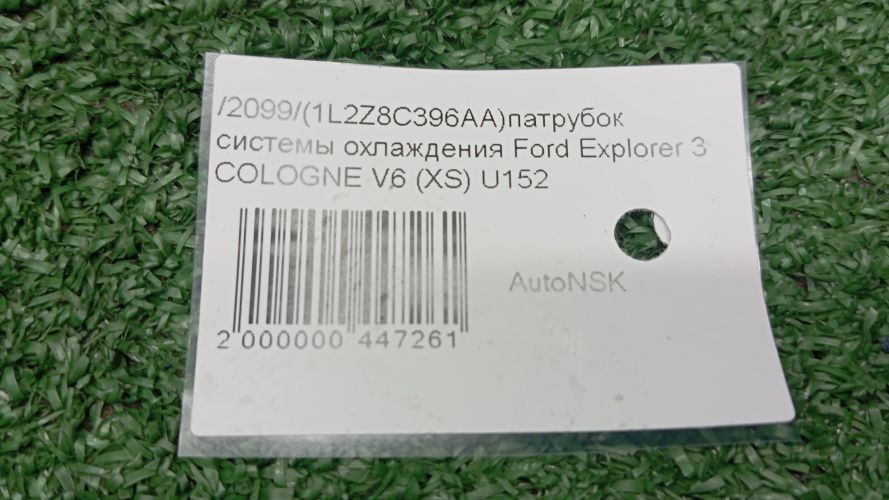 /2099/(1L2Z8C396AA)патрубок
системы охлаждения Ford Explorer 3
COLOGNE V6 (XS) U152
AutoNSK
2 000000 447261